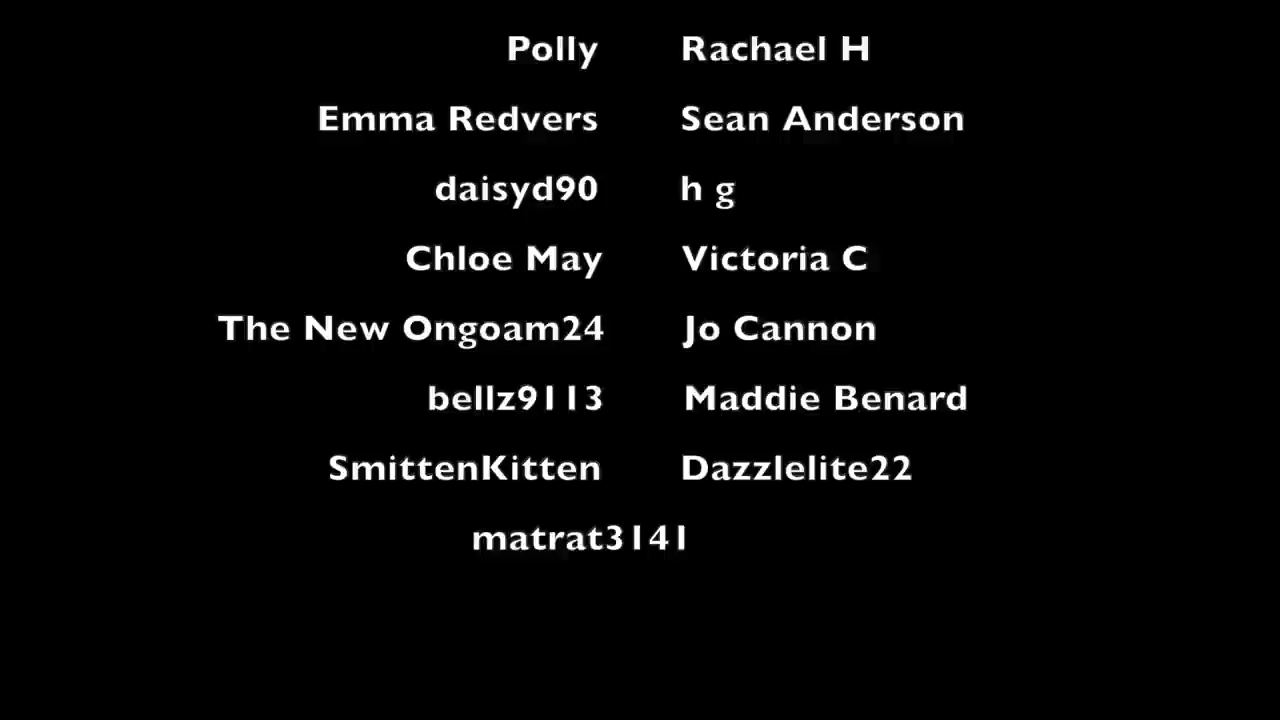 Polly Rachael H
Emma Redvers Sean Anderson
daisyd90 h g
Chloe May Victoria C
The New Ongoam24 Jo Cannon
bellz9113 Maddie Benard
SmittenKitten Dazzlelite22
matrat3141